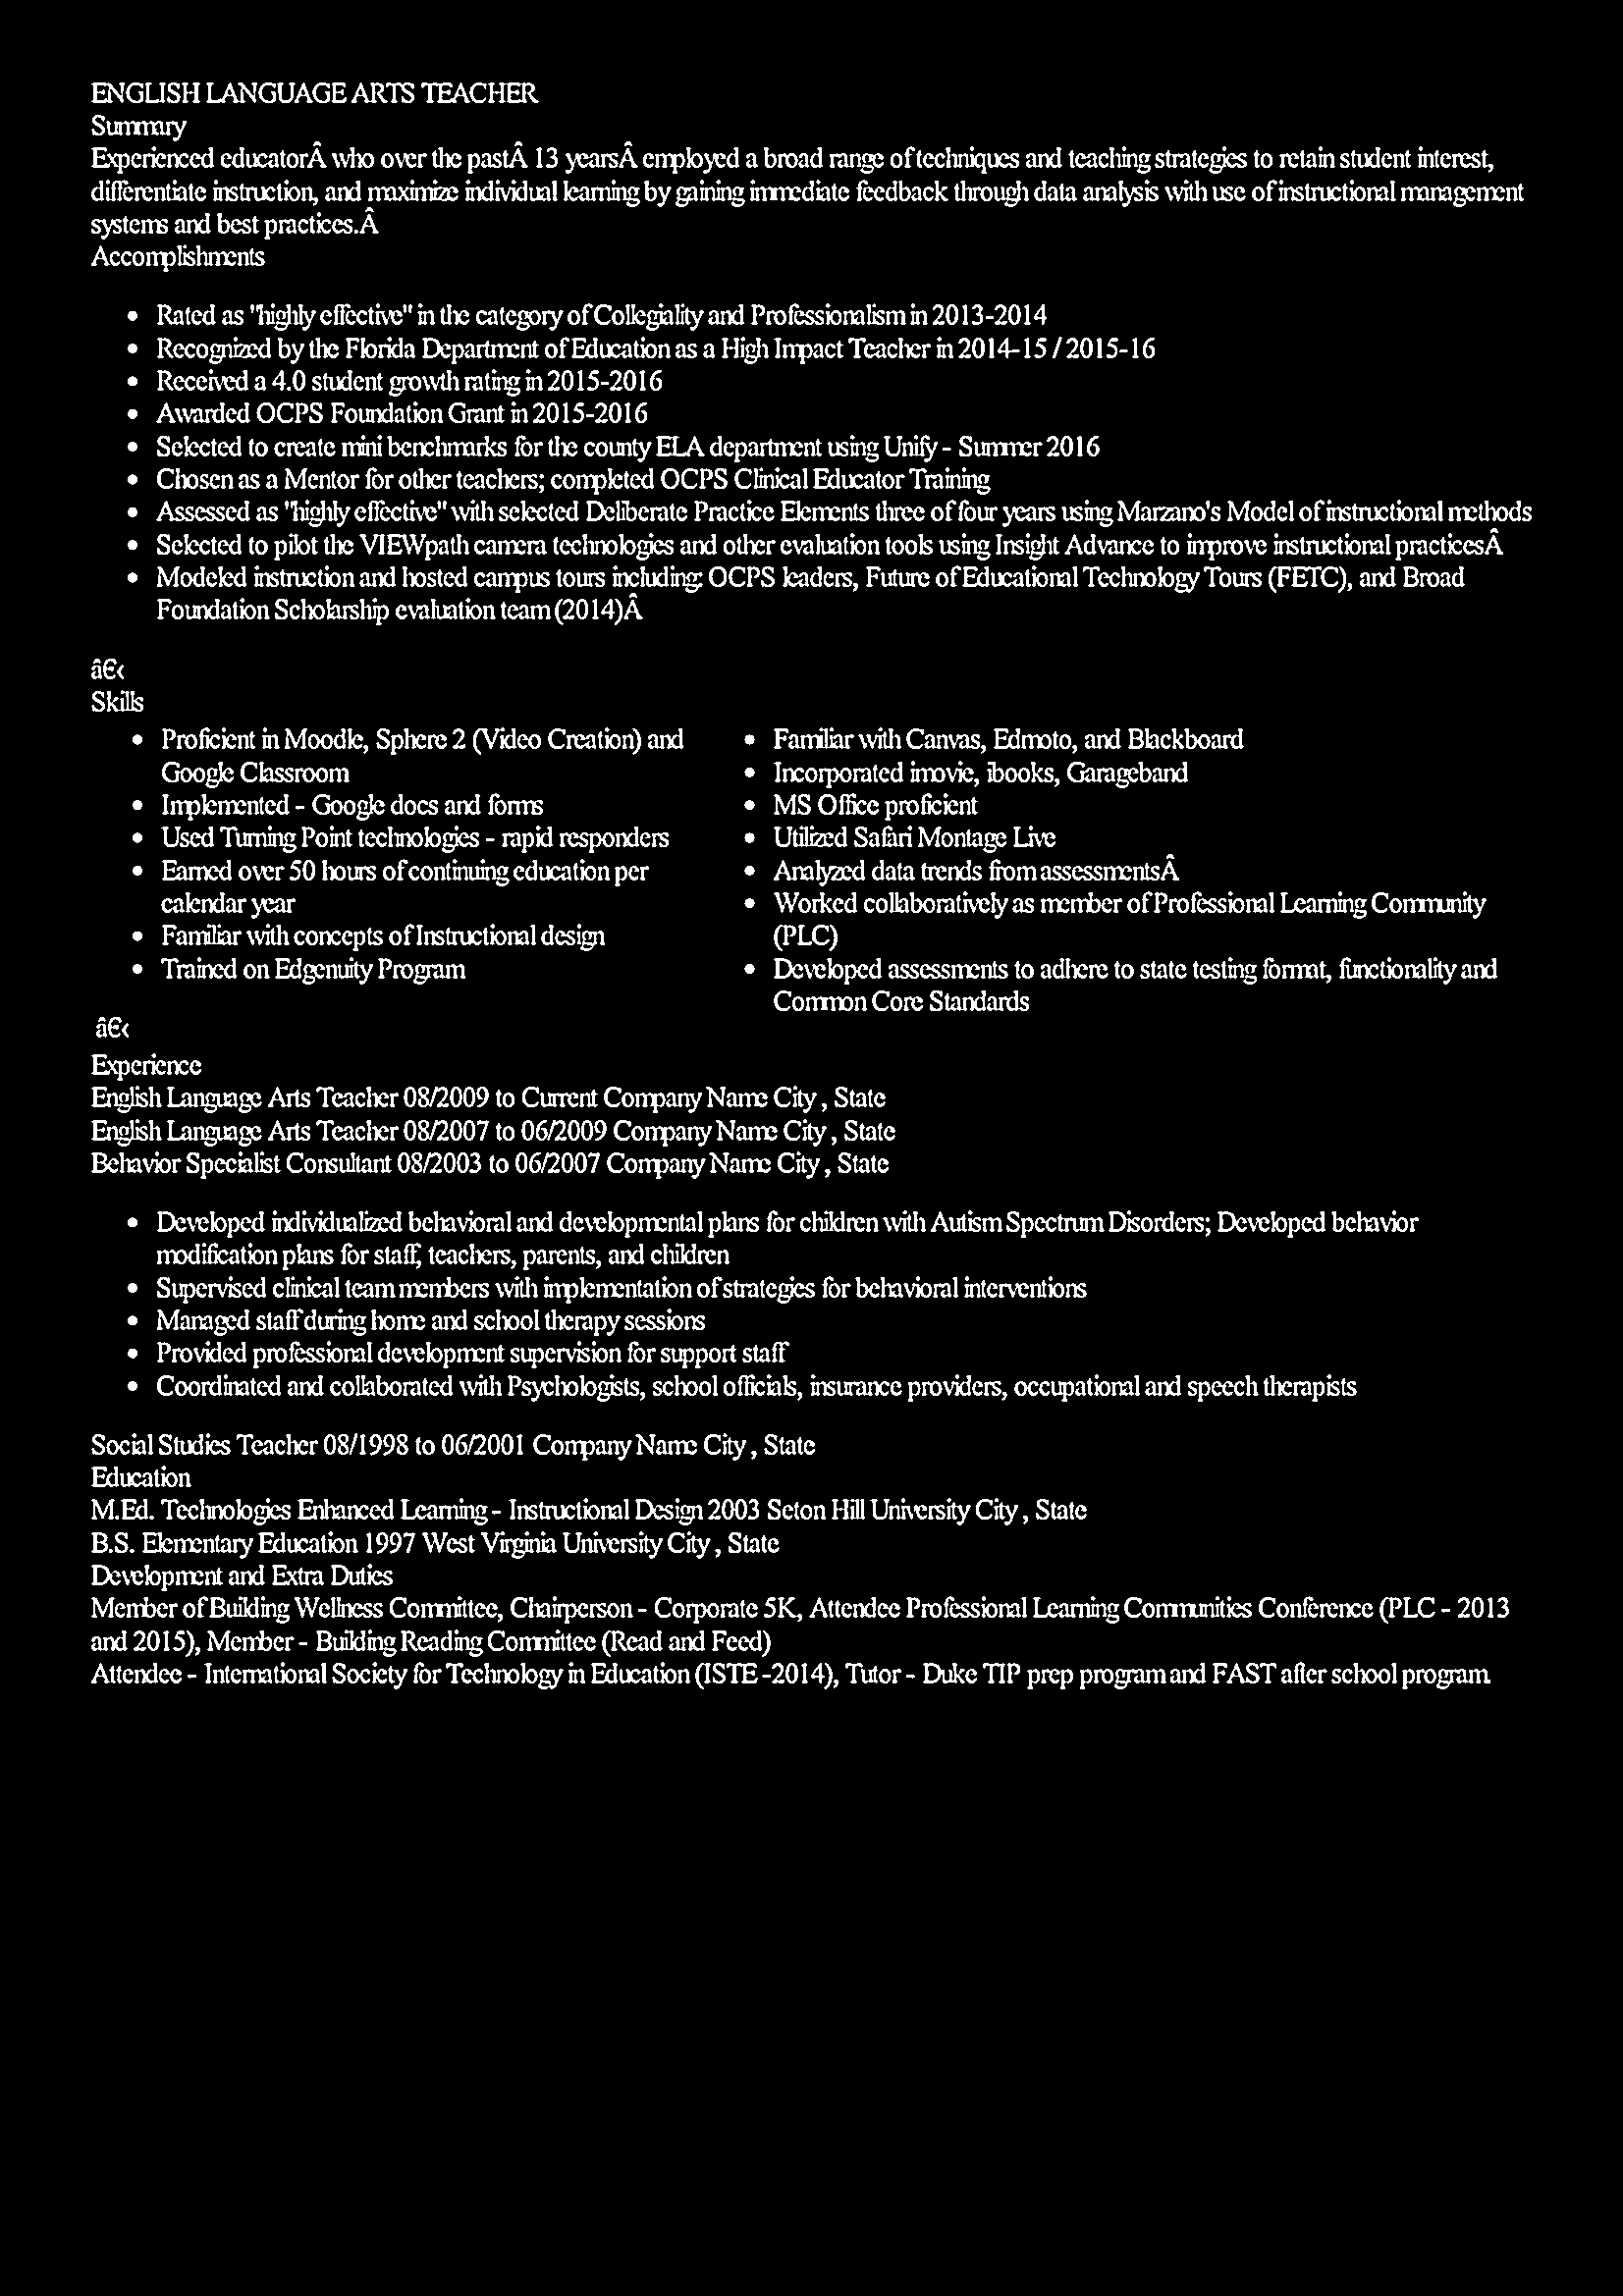 ENGLISH LANGUAGE ARTS TEACHER
Summary
Experienced educatorÂ who over the pastÂ 13 yearsÂ employed a broad range of techniques and teaching strategies to retain student interest,
differentiate instruction, and maximize individual learning by gaining immediate feedback through data analysis with use of instructional management
systems and best practices.Â
Accomplishments
• Rated as "highly effective" in the category of Collegiality and Professionalism in 2013-2014
• Recognized by the Florida Department of Education as a High Impact Teacher in 2014-15 / 2015-16
• Received a 4.0 student growth rating in 2015-2016
• Awarded OCPS Foundation Grant in 2015-2016
• Selected to create mini benchmarks for the county ELA department using Unify - Summer 2016
• Chosen as a Mentor for other teachers; completed OCPS Clinical Educator Training
• Assessed as "highly effective" with selected Deliberate Practice Elements three of four years using Marzano's Model of instructional methods
• Selected to pilot the VIEWpath camera technologies and other evaluation tools using Insight Advance to improve instructional practicesÂ
• Modeled instruction and hosted campus tours including: OCPS leaders, Future of Educational Technology Tours (FETC), and Broad
Foundation Scholarship evaluation team (2014)Â
â€‹
Skills
• Proficient in Moodle, Sphere 2 (Video Creation) and
Google Classroom
• Implemented - Google docs and forms
• Used Turning Point technologies - rapid responders
• Earned over 50 hours of continuing education per
calendar year
• Familiar with concepts of Instructional design
• Trained on Edgenuity Program
• Familiar with Canvas, Edmoto, and Blackboard
• Incorporated imovie, ibooks, Garageband
• MS Office proficient
• Utilized Safari Montage Live
• Analyzed data trends from assessmentsÂ
• Worked collaboratively as member of Professional Learning Community
(PLC)
• Developed assessments to adhere to state testing format, functionality and
Common Core Standards
â€‹
Experience
English Language Arts Teacher 08/2009 to Current Company Name City , State
English Language Arts Teacher 08/2007 to 06/2009 Company Name City , State
Behavior Specialist Consultant 08/2003 to 06/2007 Company Name City , State
• Developed individualized behavioral and developmental plans for children with Autism Spectrum Disorders; Developed behavior
modification plans for staff, teachers, parents, and children
• Supervised clinical team members with implementation of strategies for behavioral interventions
• Managed staff during home and school therapy sessions
• Provided professional development supervision for support staff
• Coordinated and collaborated with Psychologists, school officials, insurance providers, occupational and speech therapists
Social Studies Teacher 08/1998 to 06/2001 Company Name City , State
Education
M.Ed. Technologies Enhanced Learning - Instructional Design 2003 Seton Hill University City , State
B.S. Elementary Education 1997 West Virginia University City , State
Development and Extra Duties
Member of Building Wellness Committee, Chairperson - Corporate 5K, Attendee Professional Learning Communities Conference (PLC - 2013
and 2015), Member - Building Reading Committee (Read and Feed)
Attendee - International Society for Technology in Education (ISTE -2014), Tutor - Duke TIP prep program and FAST after school program.